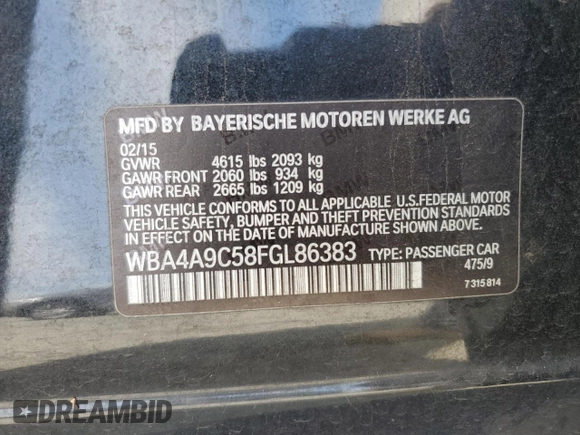 MFD BY BAYERISCHE MOTOREN WERKE AG
02/15
GVWR 4615 lbs 2093 kg
GAWR FRONT 2060 lbs 934 kg
GAWR REAR 2665 lbs 1209 kg
THIS VEHICLE CONFORMS TO ALL APPLICABLE U.S.FEDERAL MOTOR
VEHICLE SAFETY, BUMPER AND THEFT PREVENTION STANDARDS IN
EFFECT ON THE DATE OF MANUFACTURE SHOWN ABOVE.
WBA4A9C58FGL86383 TYPE: PASSENGER CAR
475/9
7 315 814
DREAMBID